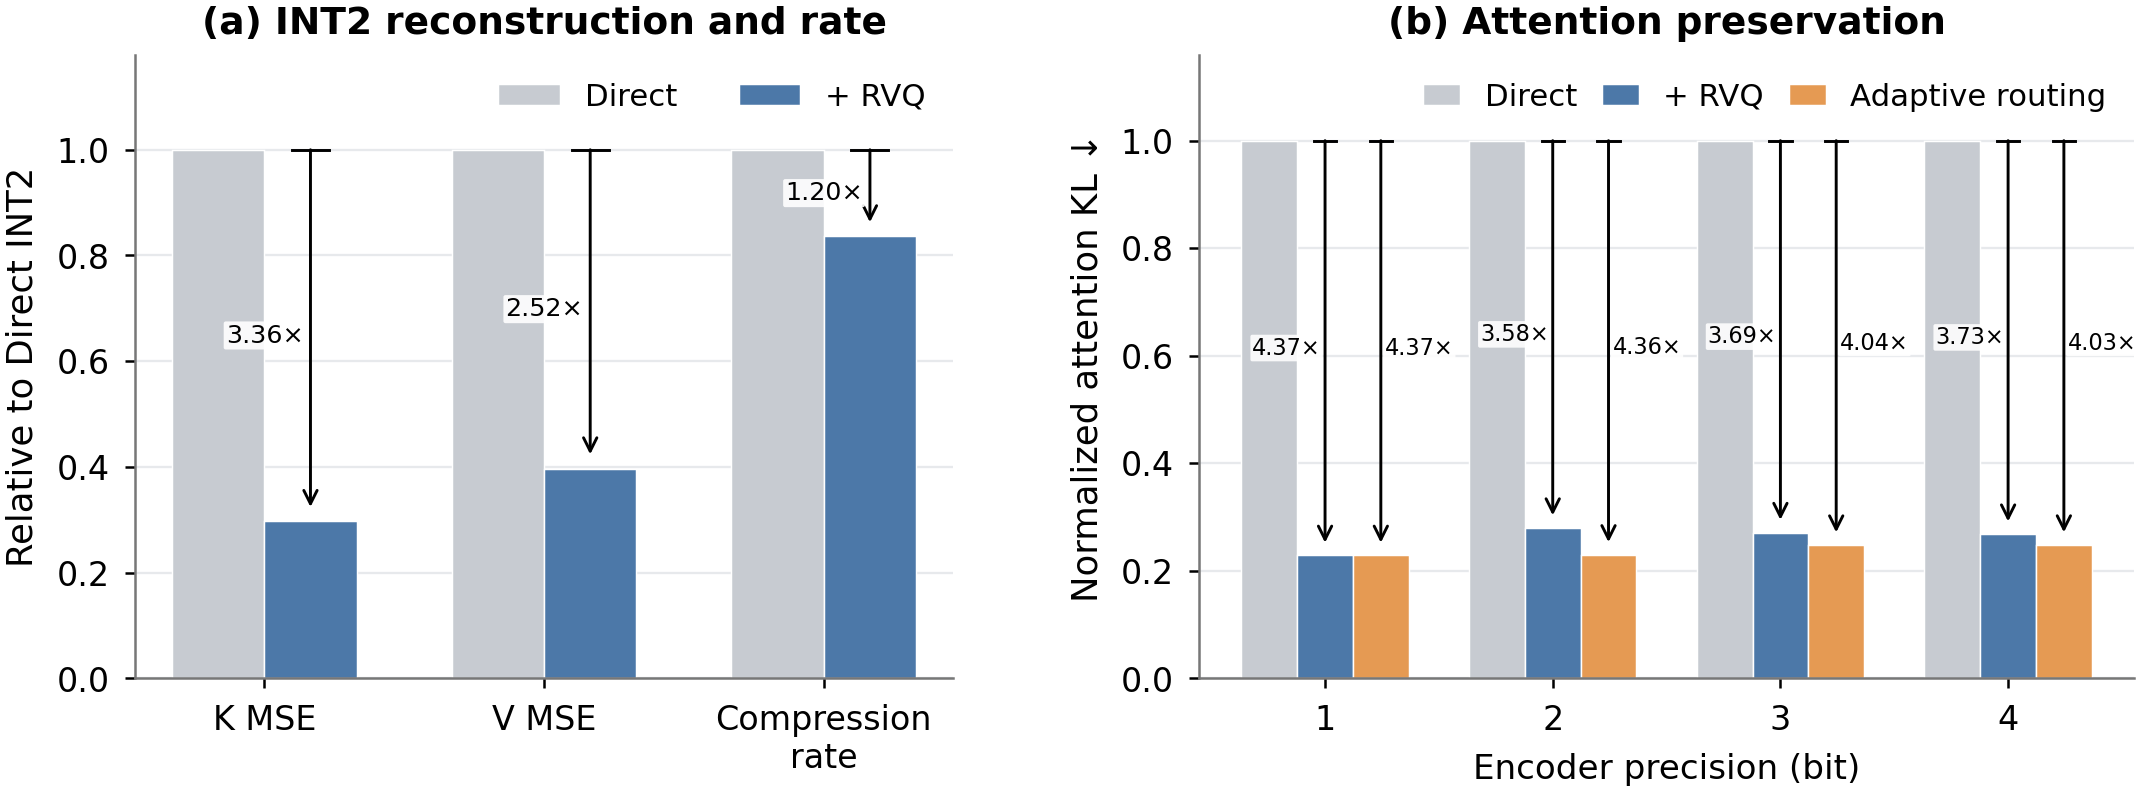 (a) INT2 reconstruction and rate
Direct
+ RVQ
Relative to Direct INT2
1.0
0.8
0.6
0.4
0.2
0.0
3.36×
2.52×
1.20×
K MSE
V MSE
Compression
rate
(b) Attention preservation
Direct
+ RVQ
Adaptive routing
Normalized attention KL ↓
1.0
0.8
0.6
0.4
0.2
0.0
4.37×
4.37×
3.58×
4.36×
3.69×
4.04×
3.73×
4.03×
1
2
3
4
Encoder precision (bit)